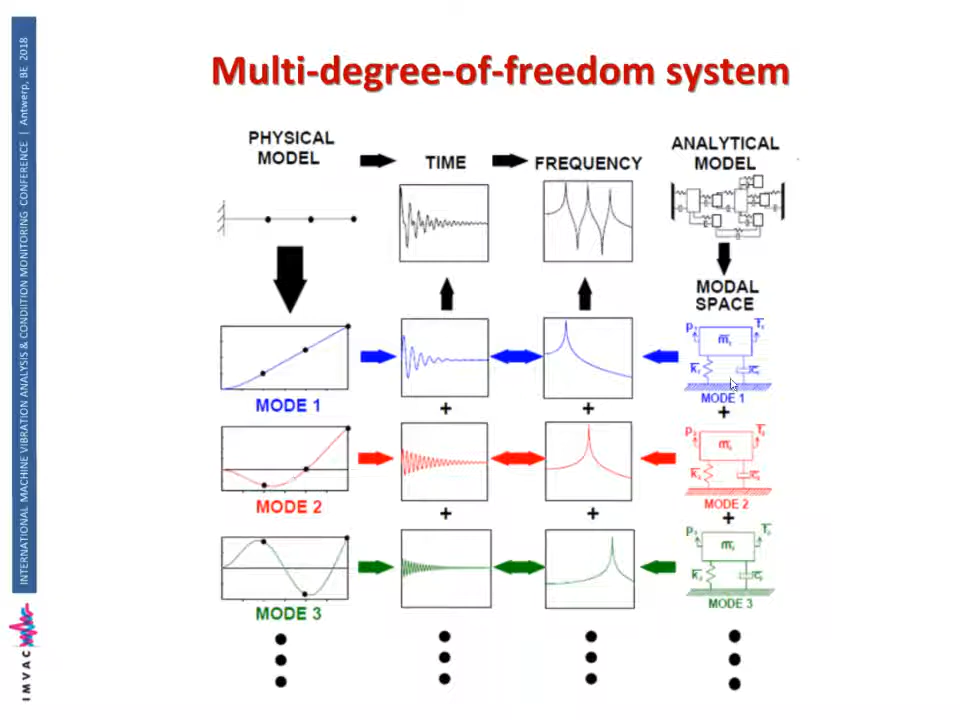 Multi-degree-of-freedom system
INTERNATIONAL MACHINE VIBRATION ANALYSIS & CONDITION MONITORING CONFERENCE | Antwerp, BE 2018
IMVAC
PHYSICAL
MODEL
TIME
FREQUENCY
ANALYTICAL
MODEL
MODAL
SPACE
MODE 1
+
+
MODE 1
+
MODE 2
+
+
MODE 2
+
MODE 3
MODE 3